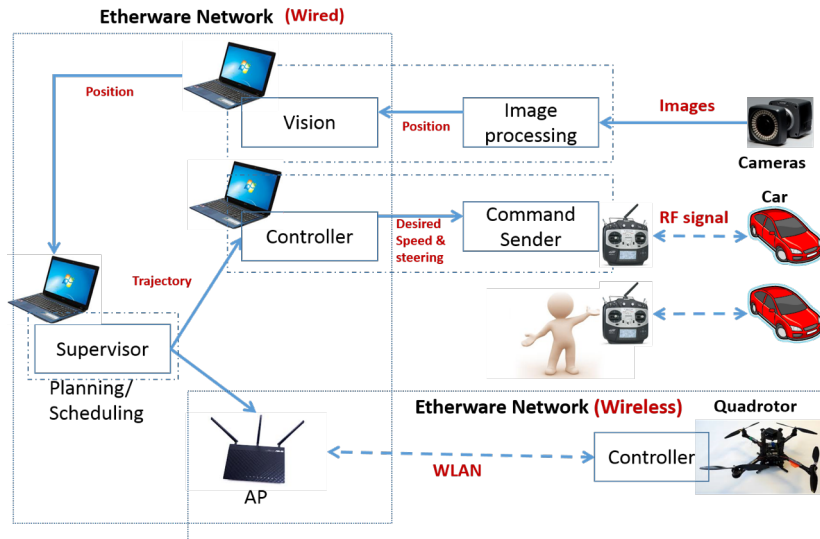 Etherware Network (Wired)
Position
Vision
Position
Image
processing
Images
Cameras
Controller
Desired
Speed &
steering
Command
Sender
RF signal
Car
Trajectory
Supervisor
Planning/
Scheduling
Etherware Network (Wireless)
Quadrotor
AP
WLAN
Controller